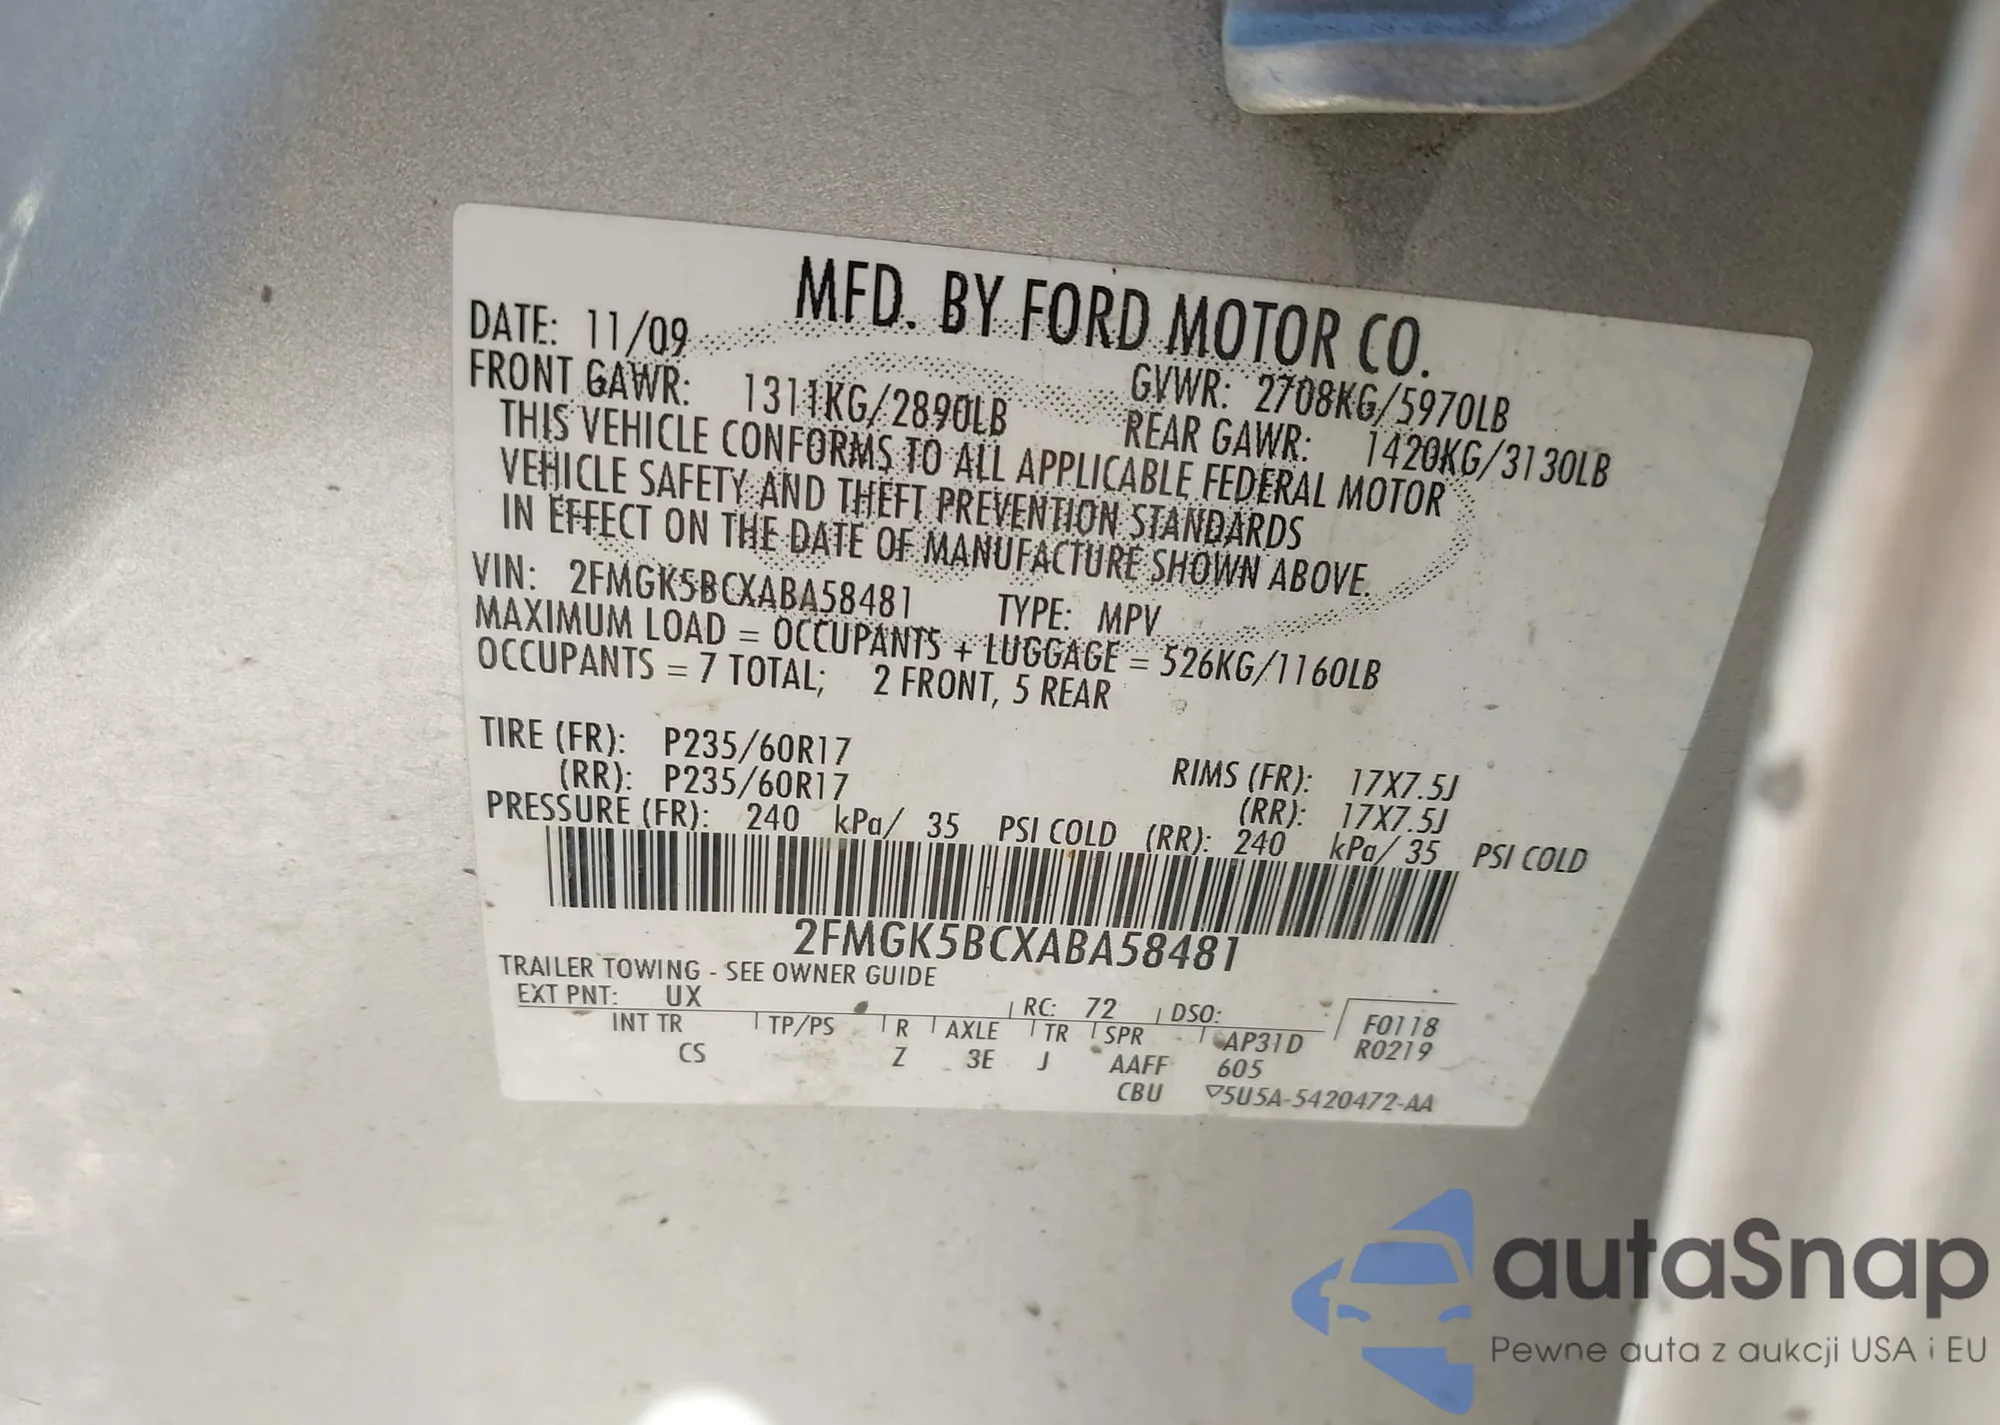 MFD. BY FORD MOTOR CO.
DATE: 11/09
GVWR: 2708KG/5970LB
FRONT GAWR: 1311KG/2890LB
REAR GAWR: 1420KG/3130LB
THIS VEHICLE CONFORMS TO ALL APPLICABLE FEDERAL MOTOR
VEHICLE SAFETY AND THEFT PREVENTION STANDARDS
IN EFFECT ON THE DATE OF MANUFACTURE SHOWN ABOVE.
VIN: 2FMGK5BCXABA58481 TYPE: MPV
MAXIMUM LOAD = OCCUPANTS + LUGGAGE = 526KG/1160LB
OCCUPANTS = 7 TOTAL; 2 FRONT, 5 REAR
TIRE (FR): P235/60R17 RIMS (FR): 17X7.5J
(RR): P235/60R17 (RR): 17X7.5J
PRESSURE (FR): 240 kPa/ 35 PSI COLD (RR): 240 kPa/ 35 PSI COLD
2FMGK5BCXABA58481
TRAILER TOWING - SEE OWNER GUIDE
EXT PNT: UX RC: 72 DSO: F0118
INT TR TP/PS R AXLE TR SPR AP31D R0219
CS Z 3E J AAFF 605
CBU ▽5U5A-5420472-AA
autaSnap
Pewne auta z aukcji USA i EU